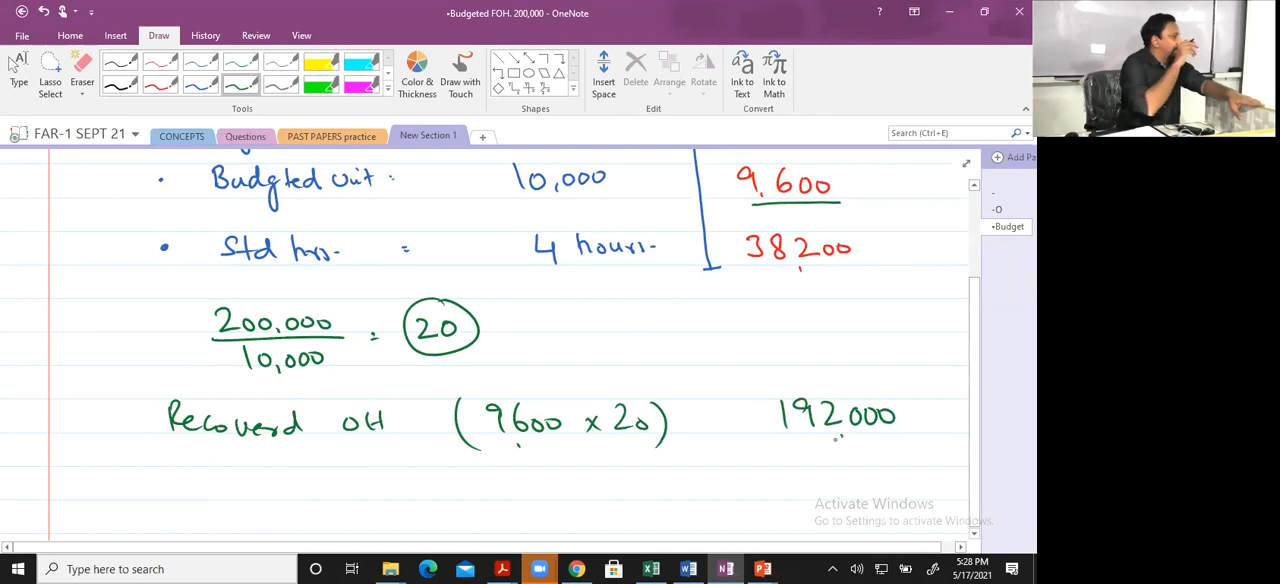 •Budgeted FOH. 200,000 - OneNote
?
File Home Insert Draw History Review View
Type
Lasso Select
Eraser
Color & Thickness
Draw with Touch
Insert Space
Delete
Arrange
Rotate
Ink to Text
Ink to Math
Tools
Shapes
Edit
Convert
FAR-1 SEPT 21
CONCEPTS Questions PAST PAPERS practice New Section 1 +
Search (Ctrl+E)
Add Pa
-
-O
•Budget
• Budgted Unit : 10,000 9,600
• Std hrs. = 4 hours. 38200
200,000
10,000
= 20
Recoverd OH (9600 x 20) 192000
Activate Windows
Go to Settings to activate Windows.
Type here to search
5:28 PM
5/17/2021